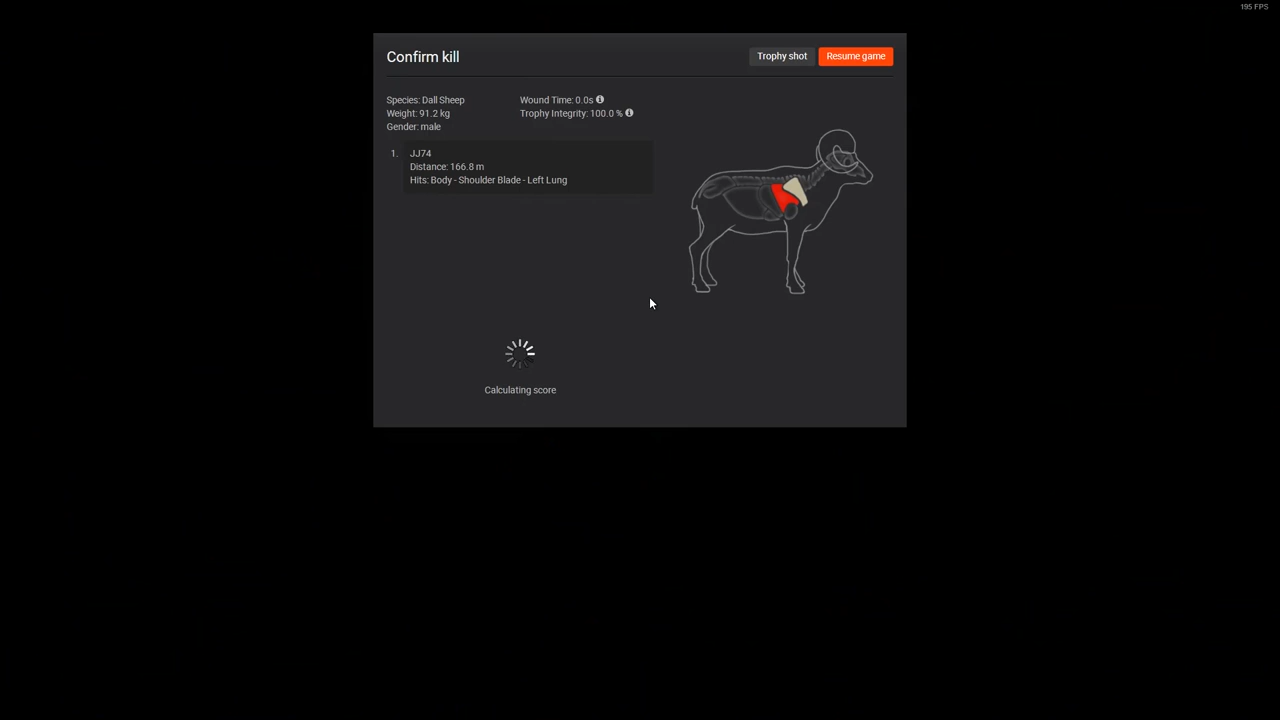 195 FPS
Confirm kill
Trophy shot
Resume game
Species: Dall Sheep
Wound Time: 0.0s
Weight: 91.2 kg
Trophy Integrity: 100.0 %
Gender: male
1. JJ74
Distance: 166.8 m
Hits: Body - Shoulder Blade - Left Lung
Calculating score